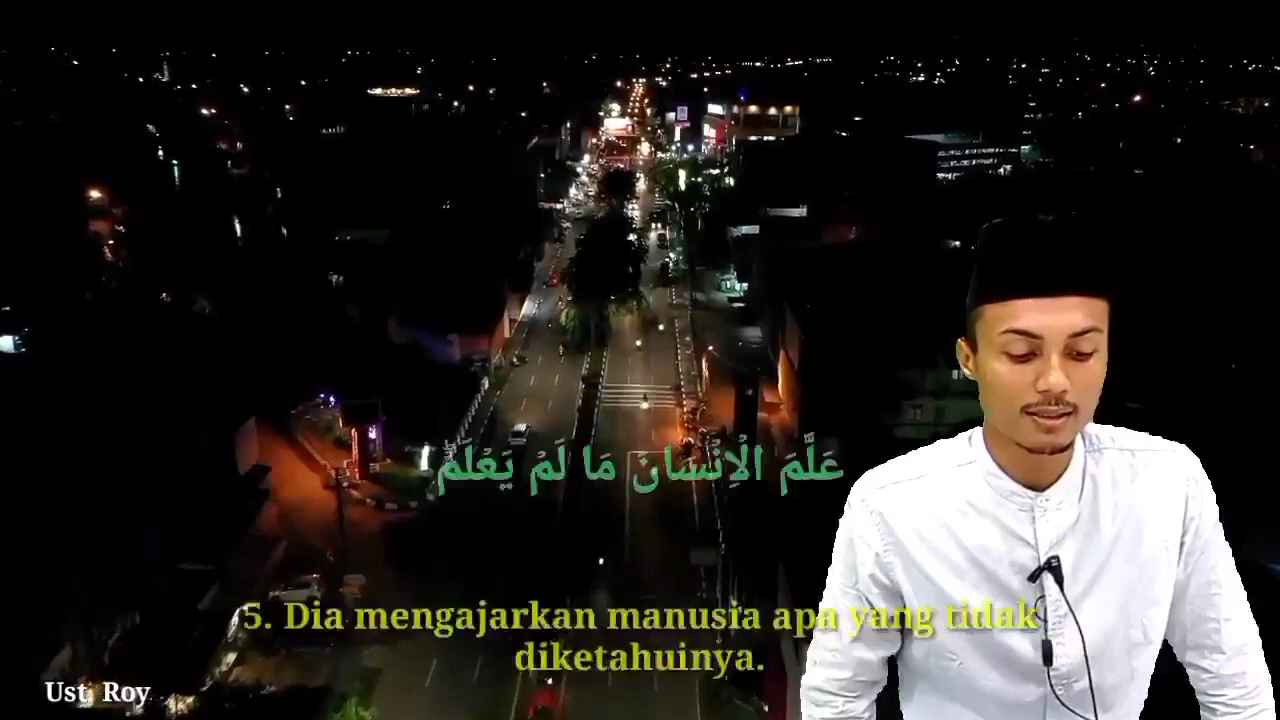 عَلَّمَ الْاِنْسَانَ مَا لَمْ يَعْلَمْۗ
5. Dia mengajarkan manusia apa yang tidak
diketahuinya.
Ust. Roy